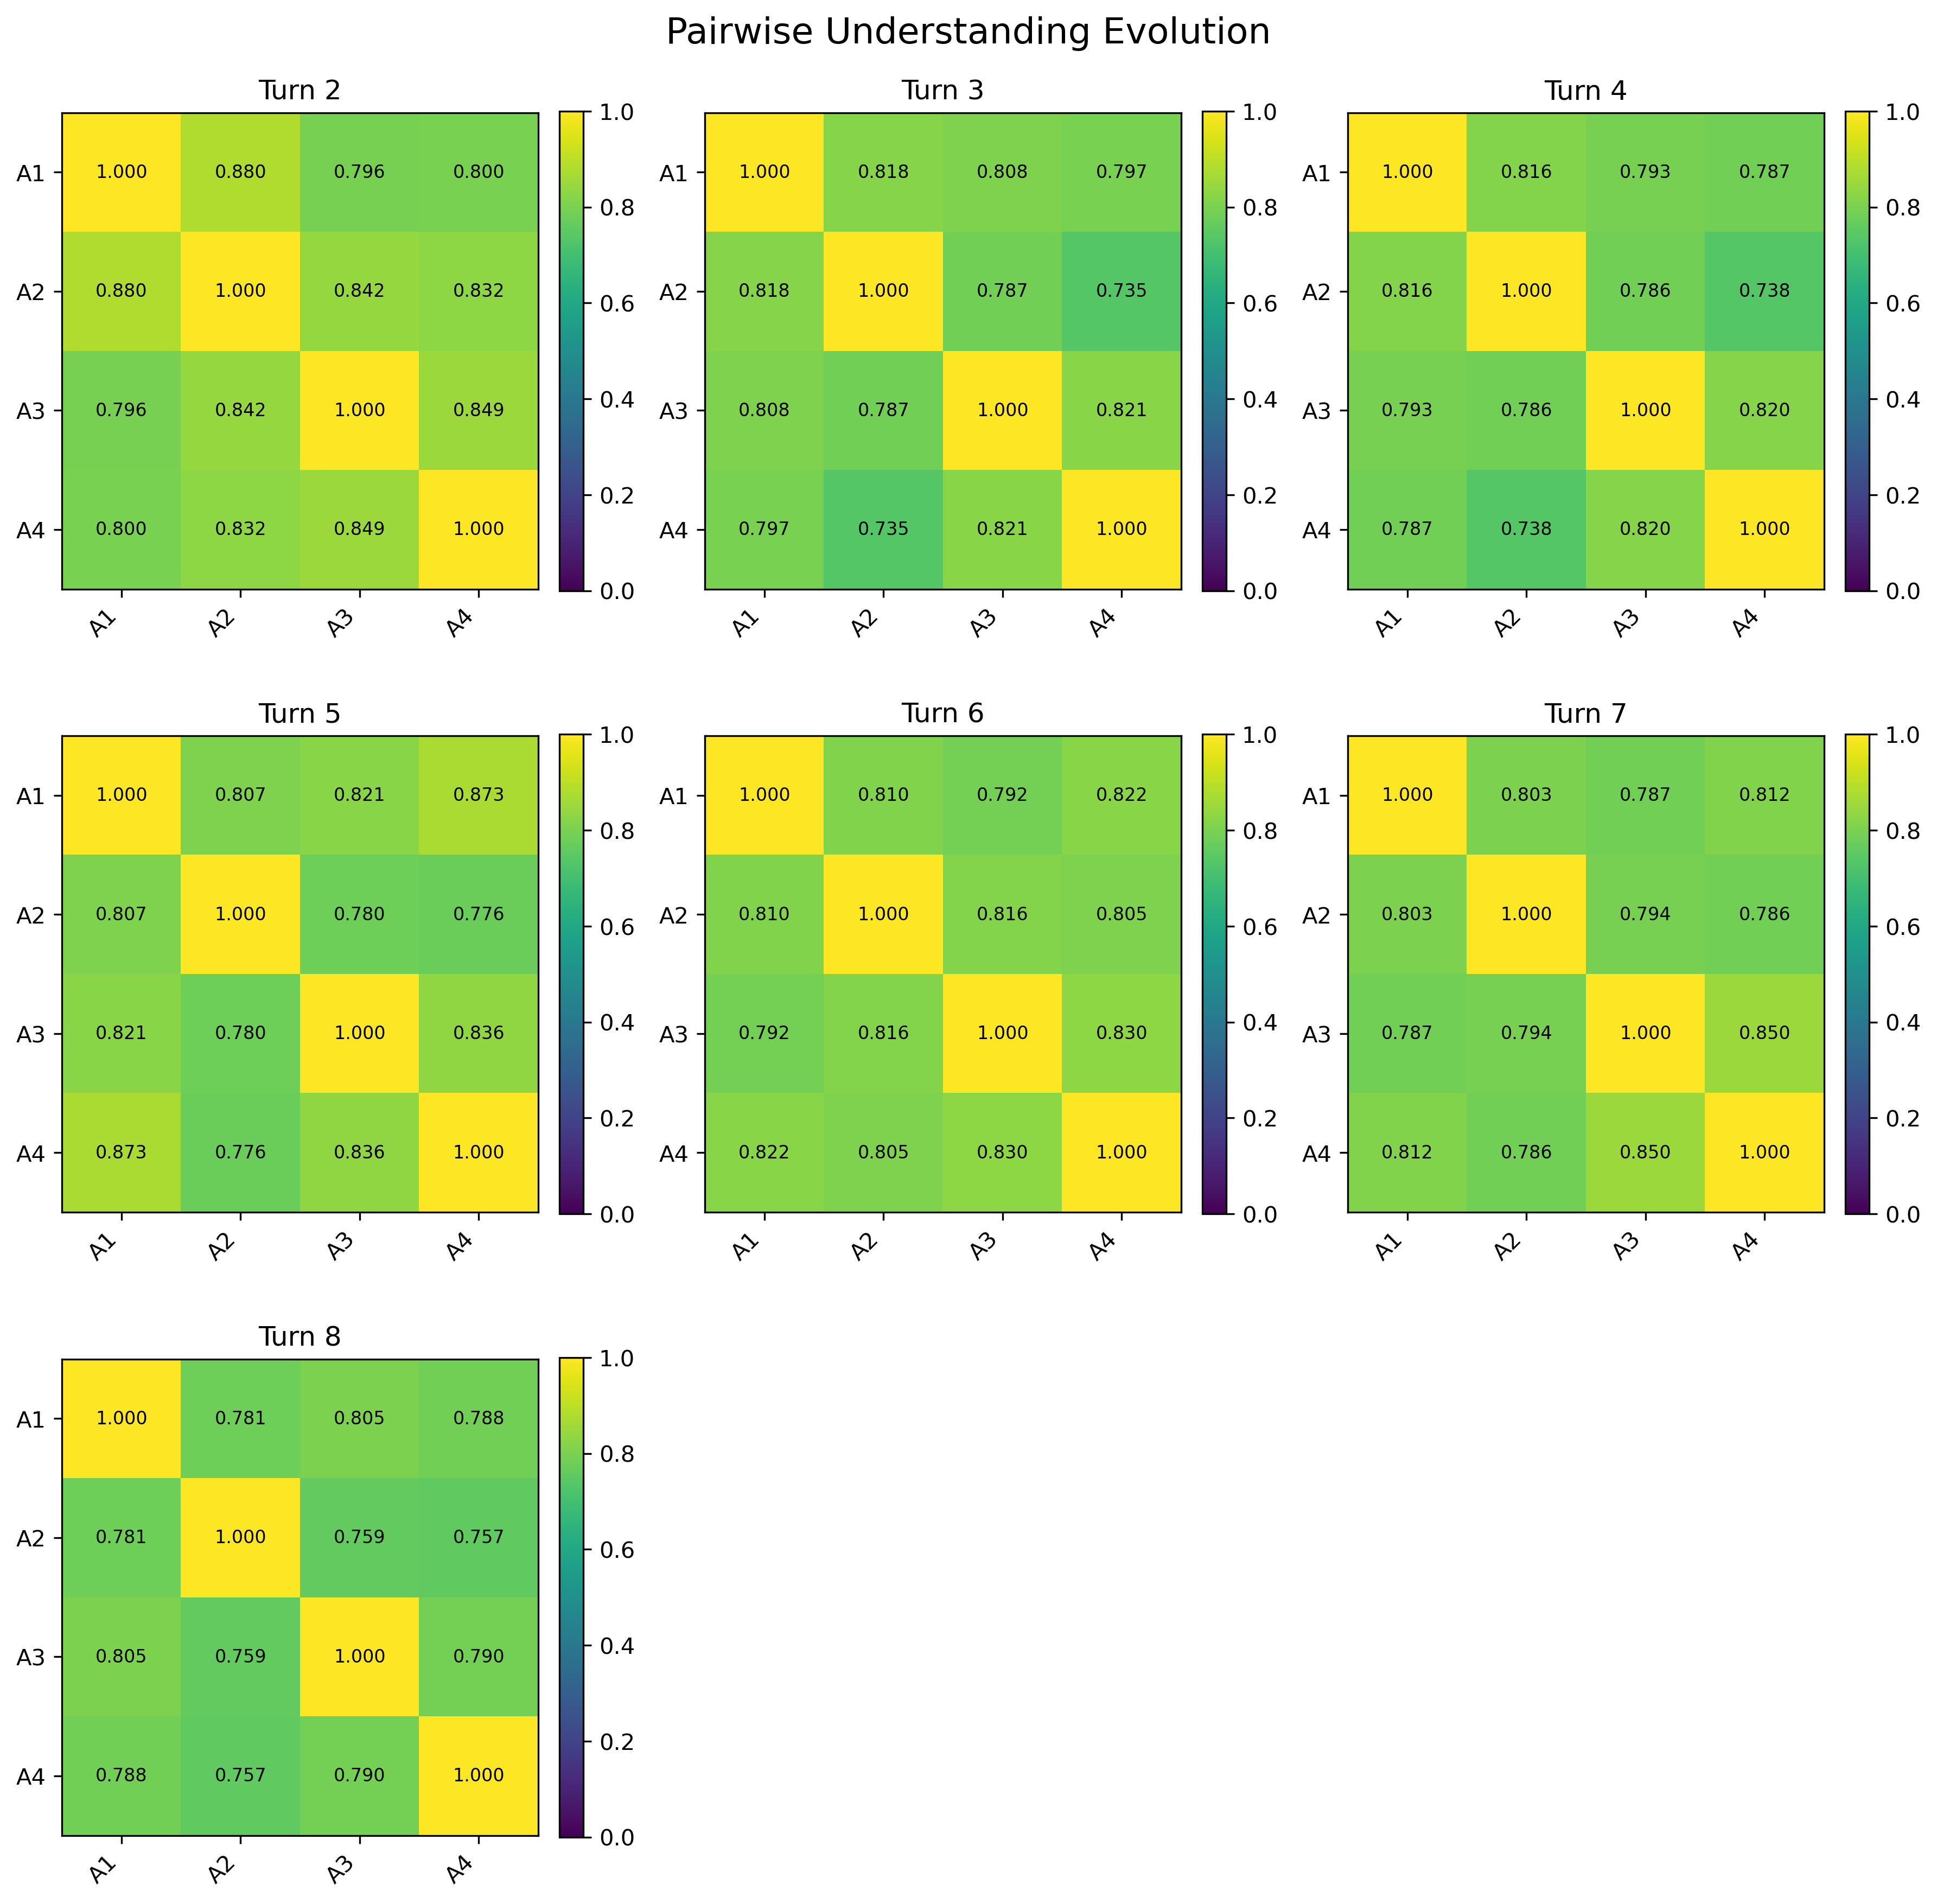 Pairwise Understanding Evolution
Turn 2
A1 1.000 0.880 0.796 0.800
A2 0.880 1.000 0.842 0.832
A3 0.796 0.842 1.000 0.849
A4 0.800 0.832 0.849 1.000
A1 A2 A3 A4
1.0
0.8
0.6
0.4
0.2
0.0
Turn 3
A1 1.000 0.818 0.808 0.797
A2 0.818 1.000 0.787 0.735
A3 0.808 0.787 1.000 0.821
A4 0.797 0.735 0.821 1.000
A1 A2 A3 A4
1.0
0.8
0.6
0.4
0.2
0.0
Turn 4
A1 1.000 0.816 0.793 0.787
A2 0.816 1.000 0.786 0.738
A3 0.793 0.786 1.000 0.820
A4 0.787 0.738 0.820 1.000
A1 A2 A3 A4
1.0
0.8
0.6
0.4
0.2
0.0
Turn 5
A1 1.000 0.807 0.821 0.873
A2 0.807 1.000 0.780 0.776
A3 0.821 0.780 1.000 0.836
A4 0.873 0.776 0.836 1.000
A1 A2 A3 A4
1.0
0.8
0.6
0.4
0.2
0.0
Turn 6
A1 1.000 0.810 0.792 0.822
A2 0.810 1.000 0.816 0.805
A3 0.792 0.816 1.000 0.830
A4 0.822 0.805 0.830 1.000
A1 A2 A3 A4
1.0
0.8
0.6
0.4
0.2
0.0
Turn 7
A1 1.000 0.803 0.787 0.812
A2 0.803 1.000 0.794 0.786
A3 0.787 0.794 1.000 0.850
A4 0.812 0.786 0.850 1.000
A1 A2 A3 A4
1.0
0.8
0.6
0.4
0.2
0.0
Turn 8
A1 1.000 0.781 0.805 0.788
A2 0.781 1.000 0.759 0.757
A3 0.805 0.759 1.000 0.790
A4 0.788 0.757 0.790 1.000
A1 A2 A3 A4
1.0
0.8
0.6
0.4
0.2
0.0